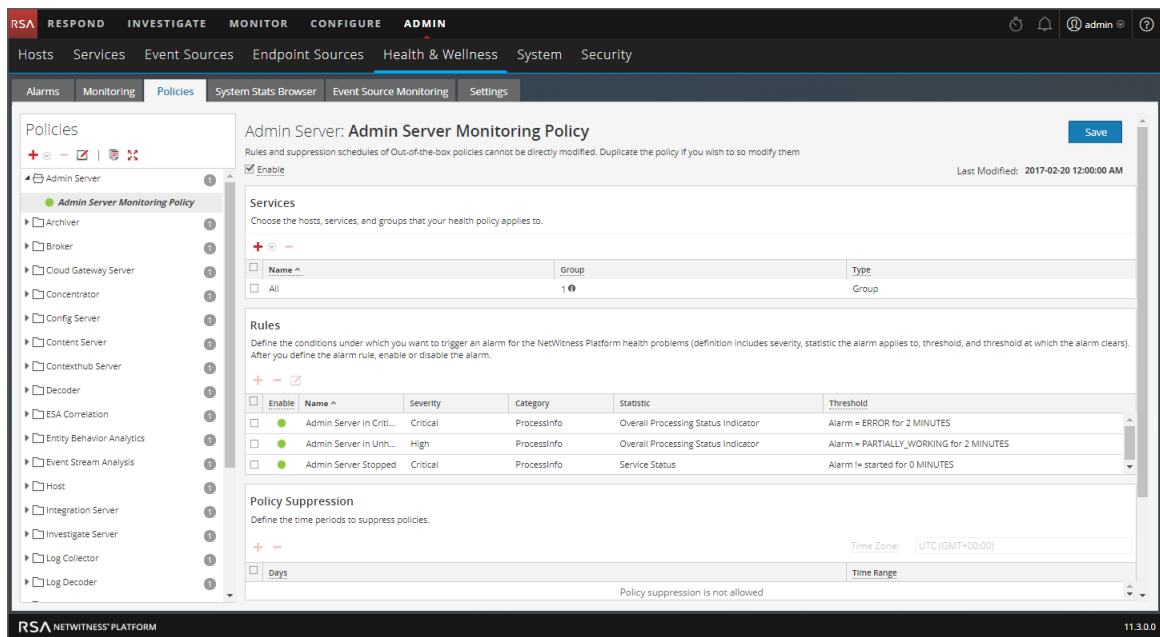 RSA RESPOND INVESTIGATE MONITOR CONFIGURE ADMIN admin
Hosts Services Event Sources Endpoint Sources Health & Wellness System Security
Alarms Monitoring Policies System Stats Browser Event Source Monitoring Settings
Policies
Admin Server 1
Admin Server Monitoring Policy
Archiver 1
Broker 1
Cloud Gateway Server 1
Concentrator 1
Config Server 1
Content Server 1
Contexthub Server 1
Decoder 1
ESA Correlation 1
Entity Behavior Analytics 1
Event Stream Analysis 1
Host 1
Integration Server 1
Investigate Server 1
Log Collector 1
Log Decoder 1
Admin Server: Admin Server Monitoring Policy
Save
Rules and suppression schedules of Out-of-the-box policies cannot be directly modified. Duplicate the policy if you wish to so modify them
Enable
Last Modified: 2017-02-20 12:00:00 AM
Services
Choose the hosts, services, and groups that your health policy applies to.
Name Group Type
All 1 Group
Rules
Define the conditions under which you want to trigger an alarm for the NetWitness Platform health problems (definition includes severity, statistic the alarm applies to, threshold, and threshold at which the alarm clears).
After you define the alarm rule, enable or disable the alarm.
Enable Name Severity Category Statistic Threshold
Admin Server in Criti... Critical ProcessInfo Overall Processing Status Indicator Alarm = ERROR for 2 MINUTES
Admin Server in Unh... High ProcessInfo Overall Processing Status Indicator Alarm = PARTIALLY_WORKING for 2 MINUTES
Admin Server Stopped Critical ProcessInfo Service Status Alarm != started for 0 MINUTES
Policy Suppression
Define the time periods to suppress policies.
Time Zone: UTC (GMT+00:00)
Days Time Range
Policy suppression is not allowed
RSA NETWITNESS® PLATFORM 11.3.0.0